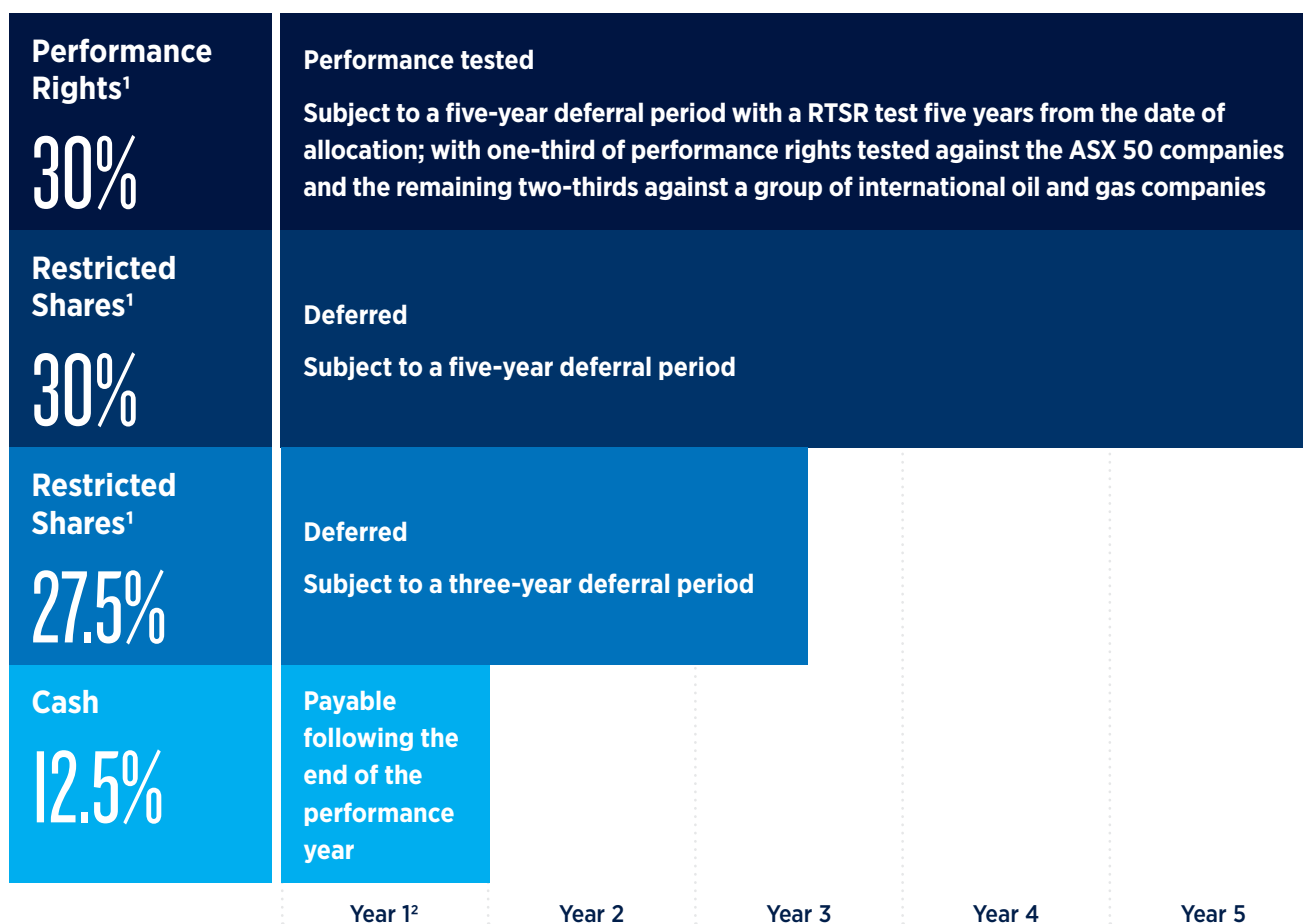 Performance
Rights¹
30%
Performance tested
Subject to a five-year deferral period with a RTSR test five years from the date of
allocation; with one-third of performance rights tested against the ASX 50 companies
and the remaining two-thirds against a group of international oil and gas companies
Restricted
Shares¹
30%
Deferred
Subject to a five-year deferral period
Restricted
Shares¹
27.5%
Deferred
Subject to a three-year deferral period
Cash
12.5%
Payable
following the
end of the
performance
year
Year 1² Year 2 Year 3 Year 4 Year 5